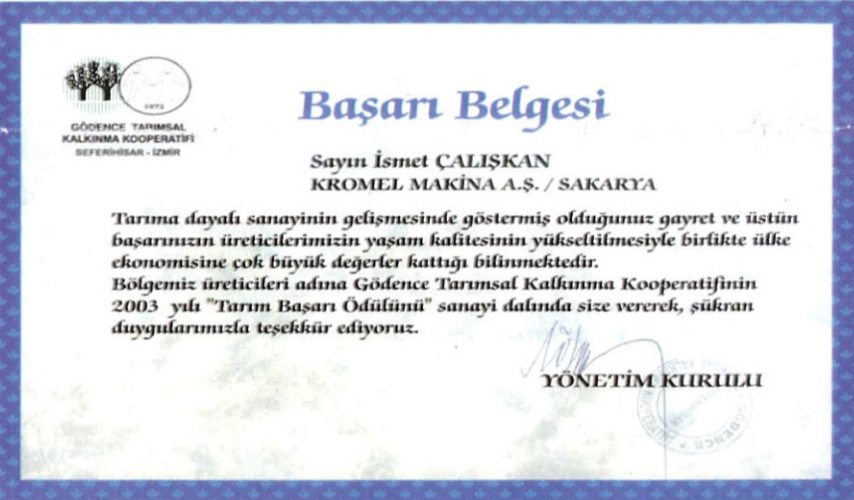 1972
GÖDENCE TARIMSAL
KALKINMA KOOPERATİFİ
SEFERİHİSAR - İZMİR
Başarı Belgesi
Sayın İsmet ÇALIŞKAN
KROMEL MAKİNA A.Ş. / SAKARYA
Tarıma dayalı sanayinin gelişmesinde göstermiş olduğunuz gayret ve üstün
başarınızın üreticilerimizin yaşam kalitesinin yükseltilmesiyle birlikte ülke
ekonomisine çok büyük değerler kattığı bilinmektedir.
Bölgemiz üreticileri adına Gödence Tarımsal Kalkınma Kooperatifinin
2003 yılı "Tarım Başarı Ödülünü" sanayi dalında size vererek, şükran
duygularımızla teşekkür ediyoruz.
YÖNETİM KURULU
GÖDENCE